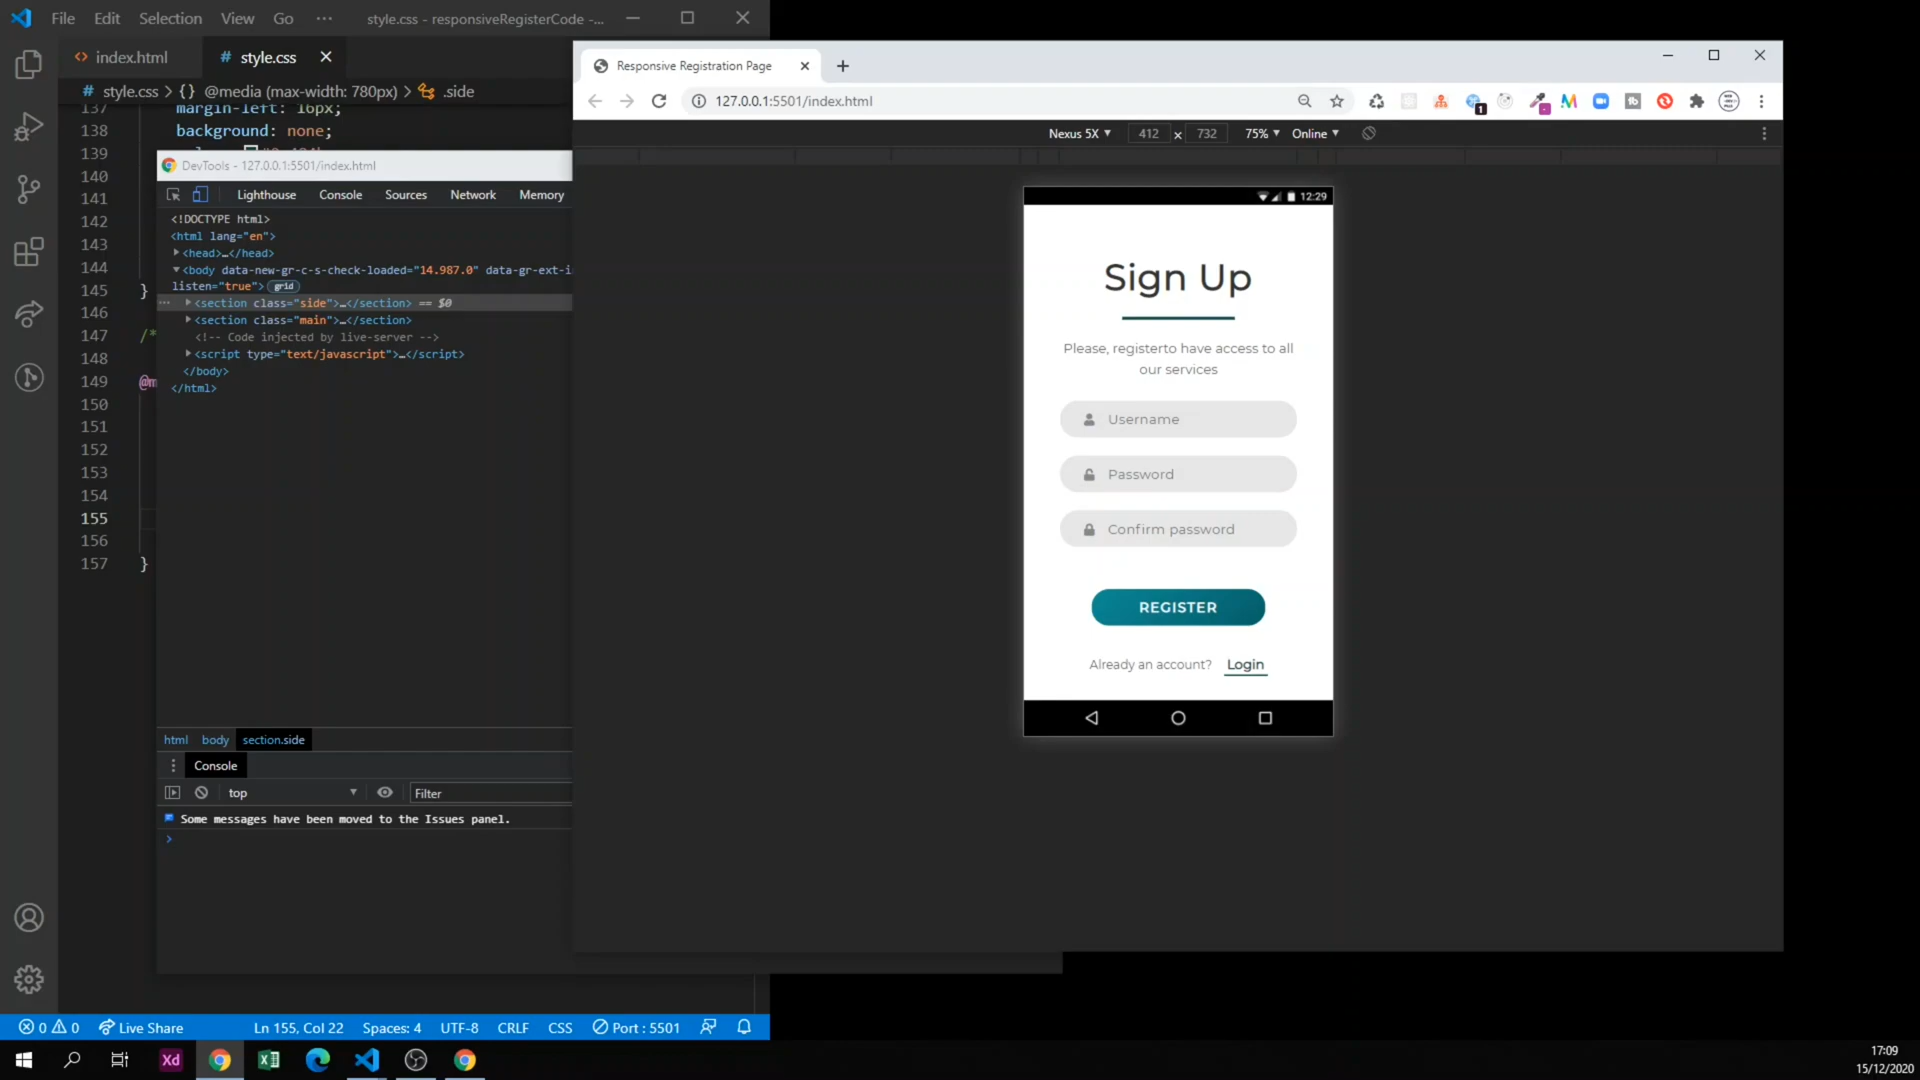 File Edit Selection View Go ··· style.css - responsiveRegisterCode -...
index.html # style.css
# style.css > {} @media (max-width: 780px) > .side
137 margin-left: 16px;
138 background: none;
139
140
141
142
143
144
145 }
146
147 /*
148
149 @m
150
151
152
153
154
155
156
157 }
DevTools - 127.0.0.1:5501/index.html
Lighthouse Console Sources Network Memory
<!DOCTYPE html>
<html lang="en">
<head>…</head>
<body data-new-gr-c-s-check-loaded="14.987.0" data-gr-ext-i
listen="true"> grid
··· <section class="side">…</section> == $0
<section class="main">…</section>
<!-- Code injected by live-server -->
<script type="text/javascript">…</script>
</body>
</html>
html body section.side
Console
top Filter
Some messages have been moved to the Issues panel.
>
Responsive Registration Page
127.0.0.1:5501/index.html
1
Nexus 5X 412 x 732 75% Online
12:29
Sign Up
Please, registerto have access to all
our services
Username
Password
Confirm password
REGISTER
Already an account? Login
0 0 Live Share Ln 155, Col 22 Spaces: 4 UTF-8 CRLF CSS Port : 5501
Xd
17:09
15/12/2020